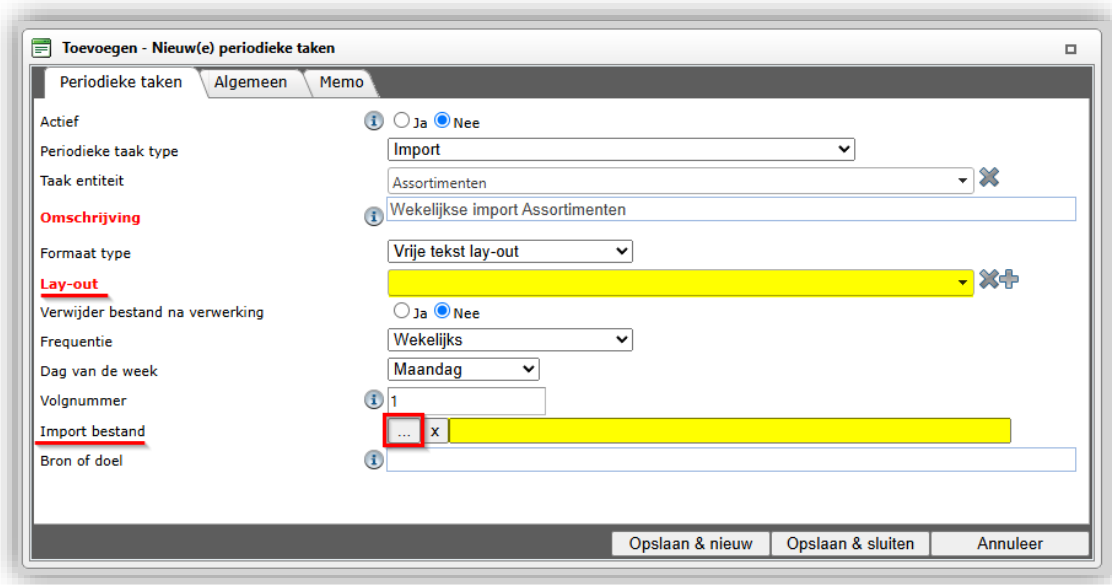 Toevoegen - Nieuw(e) periodieke taken
Periodieke taken Algemeen Memo
Actief Ja Nee
Periodieke taak type Import
Taak entiteit Assortimenten
Omschrijving Wekelijkse import Assortimenten
Formaat type Vrije tekst lay-out
Lay-out
Verwijder bestand na verwerking Ja Nee
Frequentie Wekelijks
Dag van de week Maandag
Volgnummer 1
Import bestand ... x
Bron of doel
Opslaan & nieuw Opslaan & sluiten Annuleer